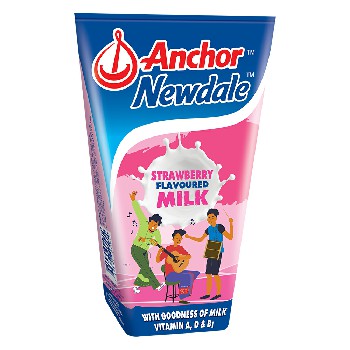 Anchor™
Newdale™
STRAWBERRY
FLAVOURED
MILK
WITH GOODNESS OF MILK
VITAMIN A, D & B₁